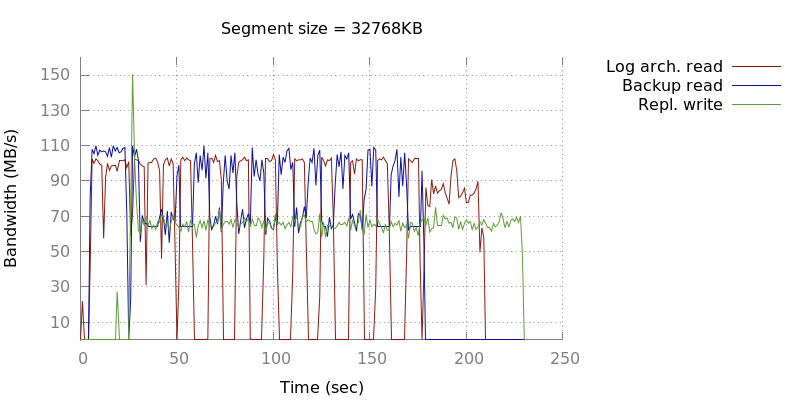 Segment size = 32768KB
Log arch. read
Backup read
Repl. write
Bandwidth (MB/s)
150
130
110
90
70
50
30
10
0 50 100 150 200 250
Time (sec)